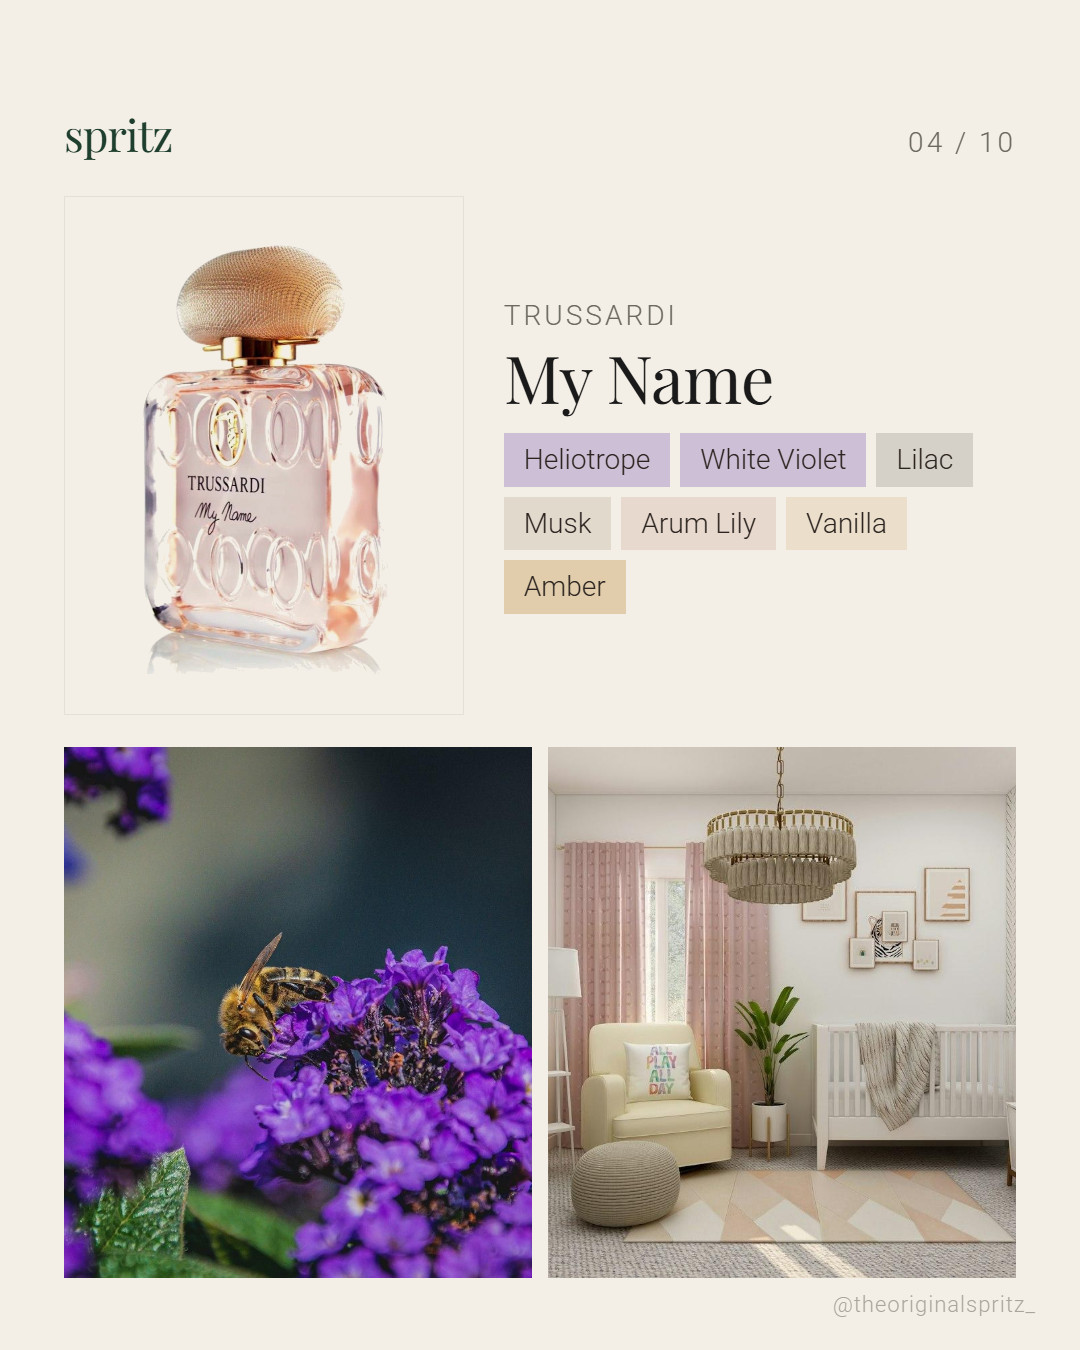 spritz
04 / 10
TRUSSARDI
My Name
TRUSSARDI
My Name
Heliotrope
White Violet
Lilac
Musk
Arum Lily
Vanilla
Amber
ALL
PLAY
ALL
DAY
@theoriginalspritz_